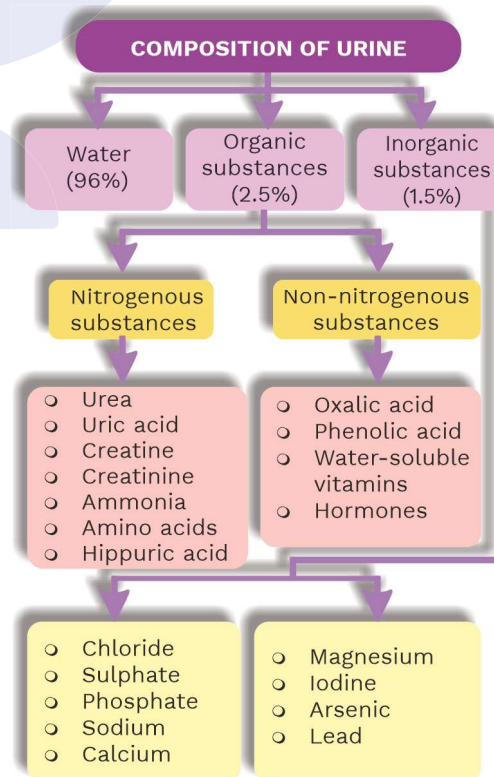 COMPOSITION OF URINE
Water
(96%)
Organic
substances
(2.5%)
Inorganic
substances
(1.5%)
Nitrogenous
substances
Non-nitrogenous
substances
○ Urea
○ Uric acid
○ Creatine
○ Creatinine
○ Ammonia
○ Amino acids
○ Hippuric acid
○ Oxalic acid
○ Phenolic acid
○ Water-soluble
vitamins
○ Hormones
○ Chloride
○ Sulphate
○ Phosphate
○ Sodium
○ Calcium
○ Magnesium
○ Iodine
○ Arsenic
○ Lead